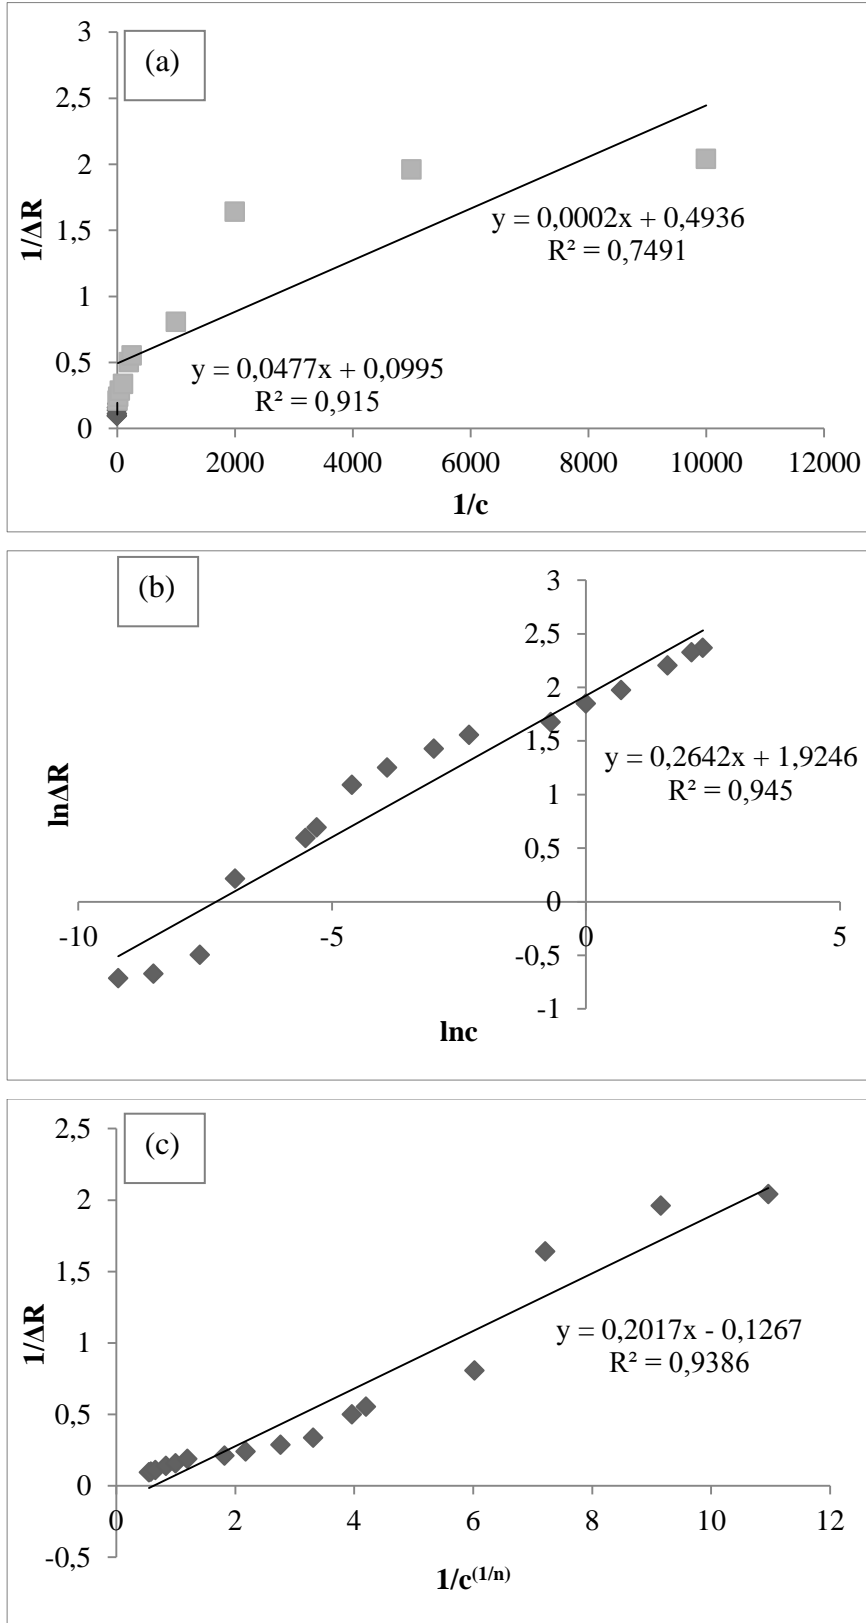 (a)
3
2,5
2
1,5
1
0,5
0
1/ΔR
y = 0,0002x + 0,4936
R² = 0,7491
y = 0,0477x + 0,0995
R² = 0,915
0 2000 4000 6000 8000 10000 12000
1/c
(b)
3
2,5
2
1,5
1
0,5
0
-0,5
-1
lnΔR
y = 0,2642x + 1,9246
R² = 0,945
-10 -5 0 5
lnc
(c)
2,5
2
1,5
1
0,5
0
-0,5
1/ΔR
y = 0,2017x - 0,1267
R² = 0,9386
0 2 4 6 8 10 12
1/c^(1/n)